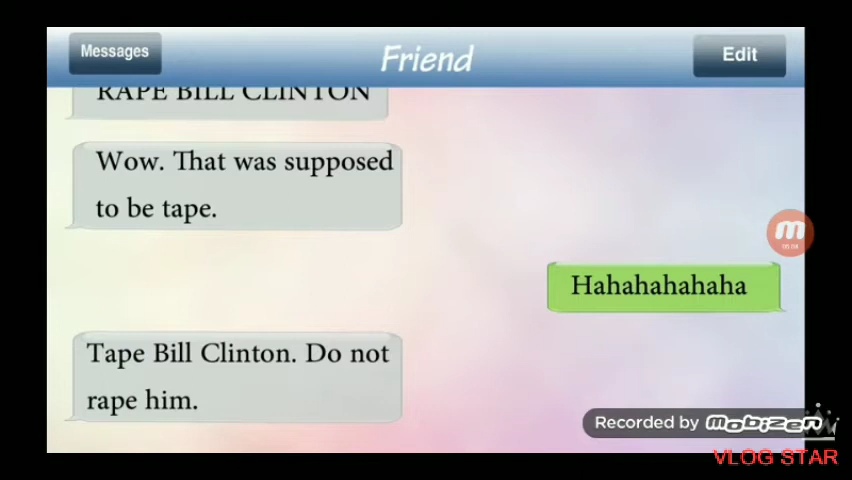 Messages
Friend
Edit
RAPE BILL CLINTON
Wow. That was supposed
to be tape.
Hahahahahaha
Tape Bill Clinton. Do not
rape him.
Recorded by mobizen
VLOG STAR